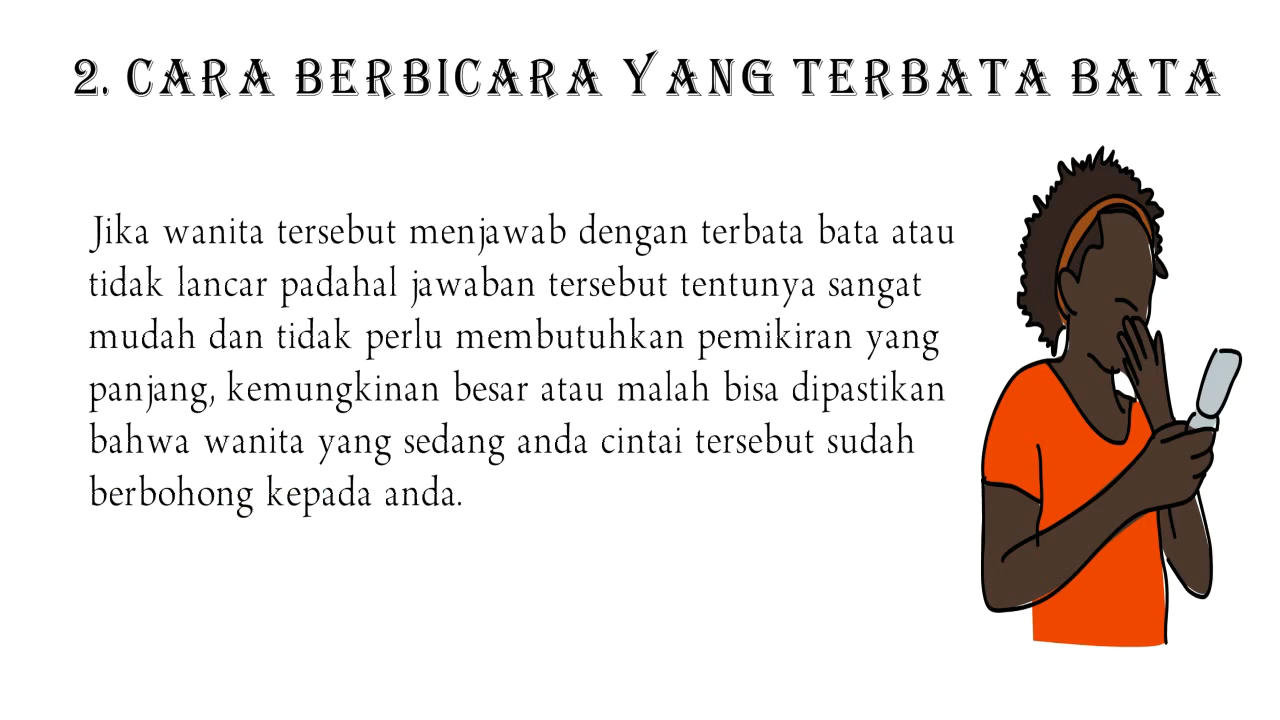 2. CARA BERBICARA YANG TERBATA BATA
Jika wanita tersebut menjawab dengan terbata bata atau
tidak lancar padahal jawaban tersebut tentunya sangat
mudah dan tidak perlu membutuhkan pemikiran yang
panjang, kemungkinan besar atau malah bisa dipastikan
bahwa wanita yang sedang anda cintai tersebut sudah
berbohong kepada anda.